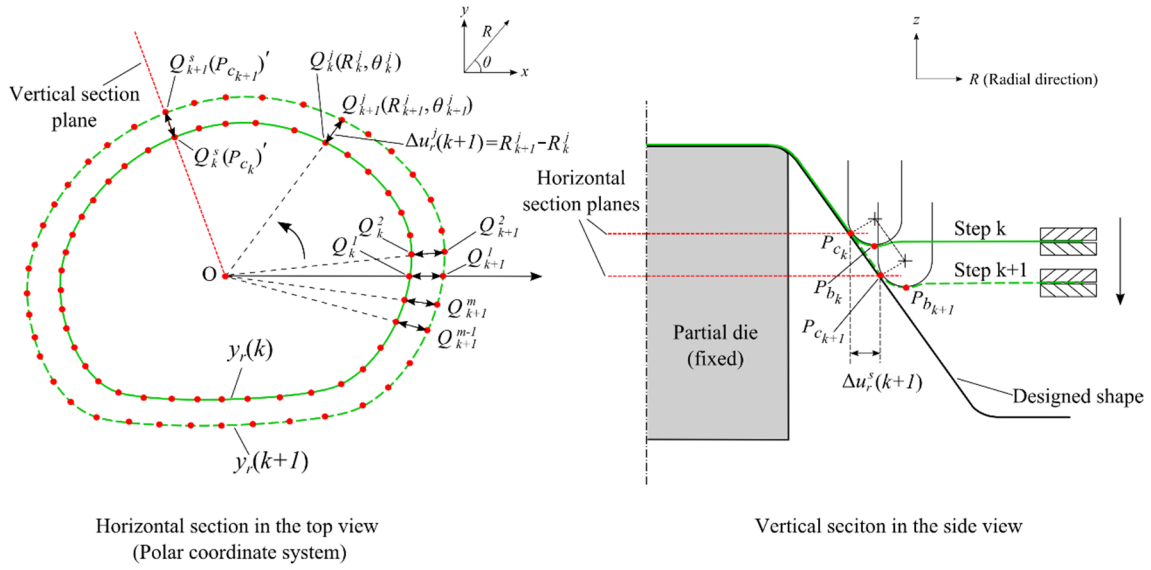 y
R
θ
x
Q^s_{k+1}(P_{c_{k+1}})′
Q^j_k(R^j_k, θ^j_k)
Vertical section
plane
Q^j_{k+1}(R^j_{k+1}, θ^j_{k+1})
Δu^j_r(k+1)=R^j_{k+1}-R^j_k
Q^s_k(P_{c_k})′
Q^2_k
Q^2_{k+1}
Q^1_k
Q^1_{k+1}
O
Q^m_{k+1}
Q^{m-1}_{k+1}
y_r(k)
y_r(k+1)
Horizontal section in the top view
(Polar coordinate system)
z
R (Radial direction)
Horizontal
section planes
P_{c_k}
Step k
Step k+1
P_{b_k}
P_{b_{k+1}}
P_{c_{k+1}}
Partial die
(fixed)
Δu^s_r(k+1)
Designed shape
Vertical seciton in the side view